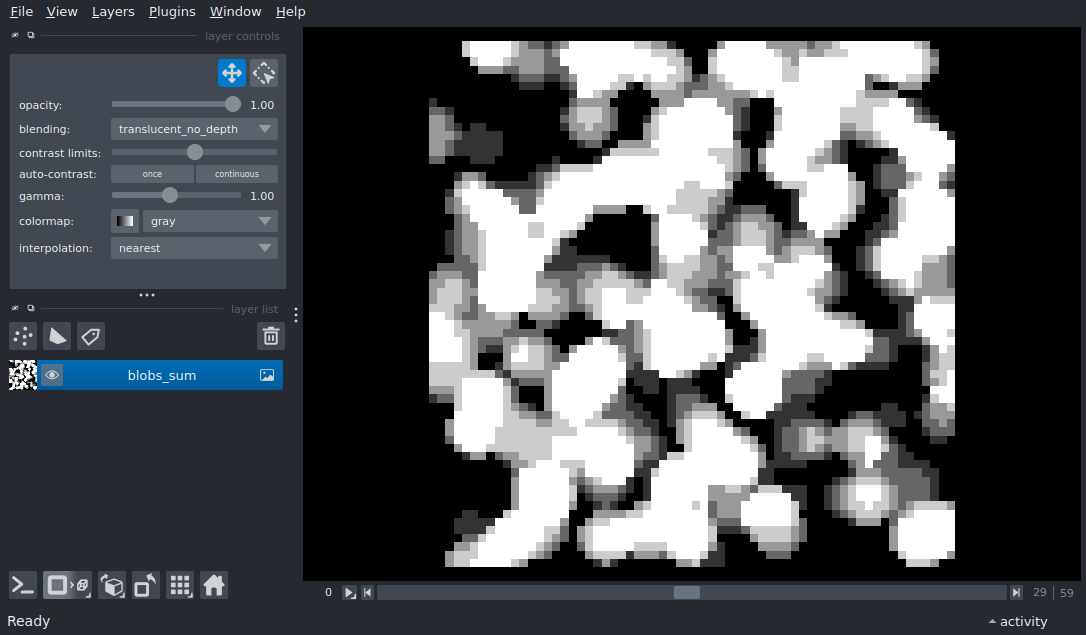 File View Layers Plugins Window Help
layer controls
opacity: 1.00
blending: translucent_no_depth
contrast limits:
auto-contrast: once continuous
gamma: 1.00
colormap: gray
interpolation: nearest
layer list
blobs_sum
0 29 59
Ready activity